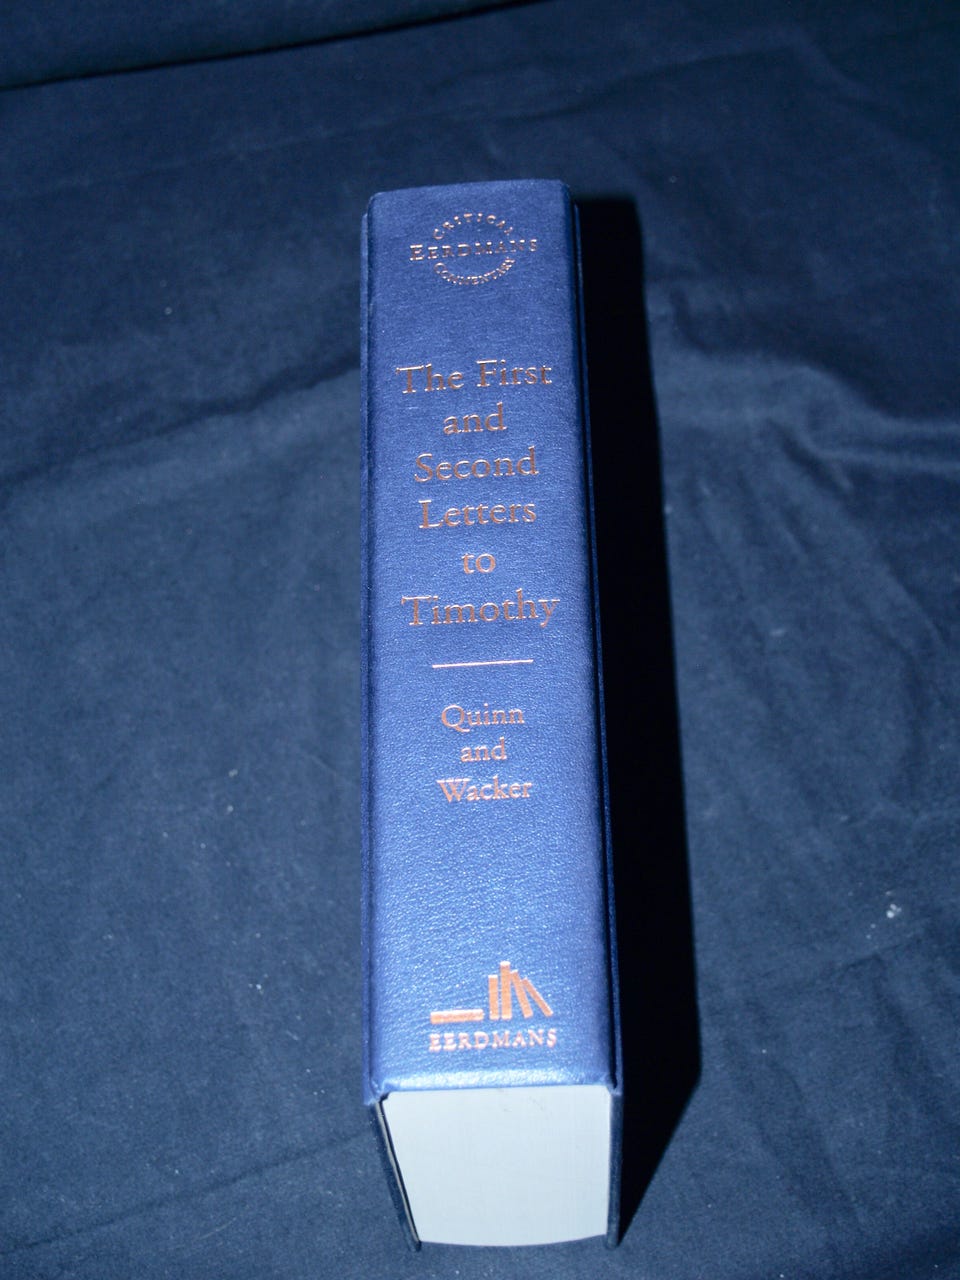 CRITICAL
EERDMANS
COMMENTARY
The First
and
Second
Letters
to
Timothy
Quinn
and
Wacker
EERDMANS